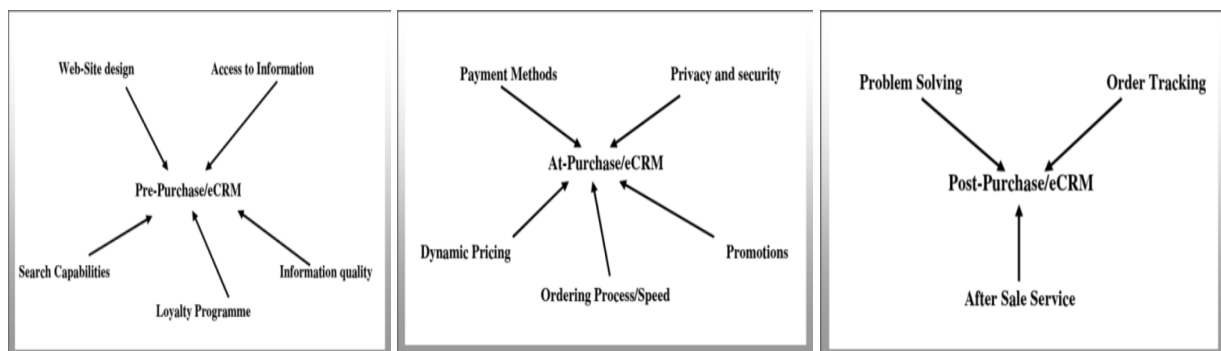 Web-Site design
Access to Information
Pre-Purchase/eCRM
Search Capabilities
Information quality
Loyalty Programme
Payment Methods
Privacy and security
At-Purchase/eCRM
Dynamic Pricing
Promotions
Ordering Process/Speed
Problem Solving
Order Tracking
Post-Purchase/eCRM
After Sale Service